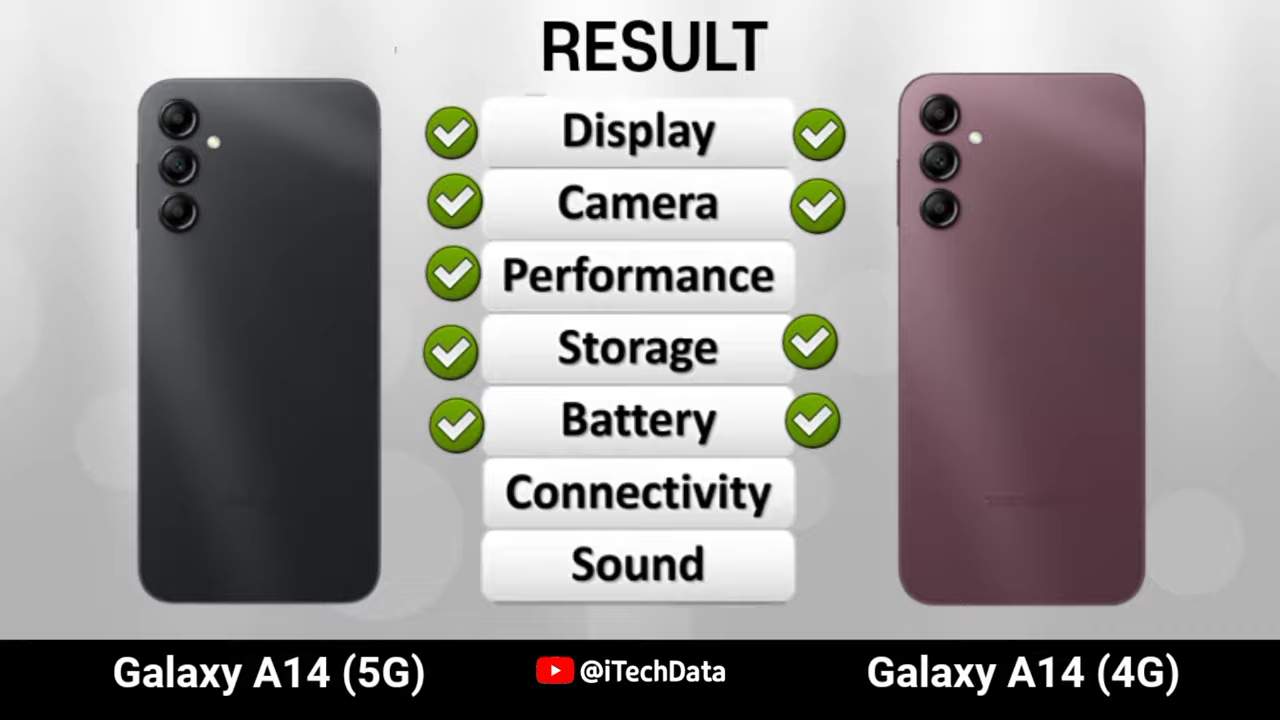 RESULT
Display
Camera
Performance
Storage
Battery
Connectivity
Sound
Galaxy A14 (5G)
@iTechData
Galaxy A14 (4G)